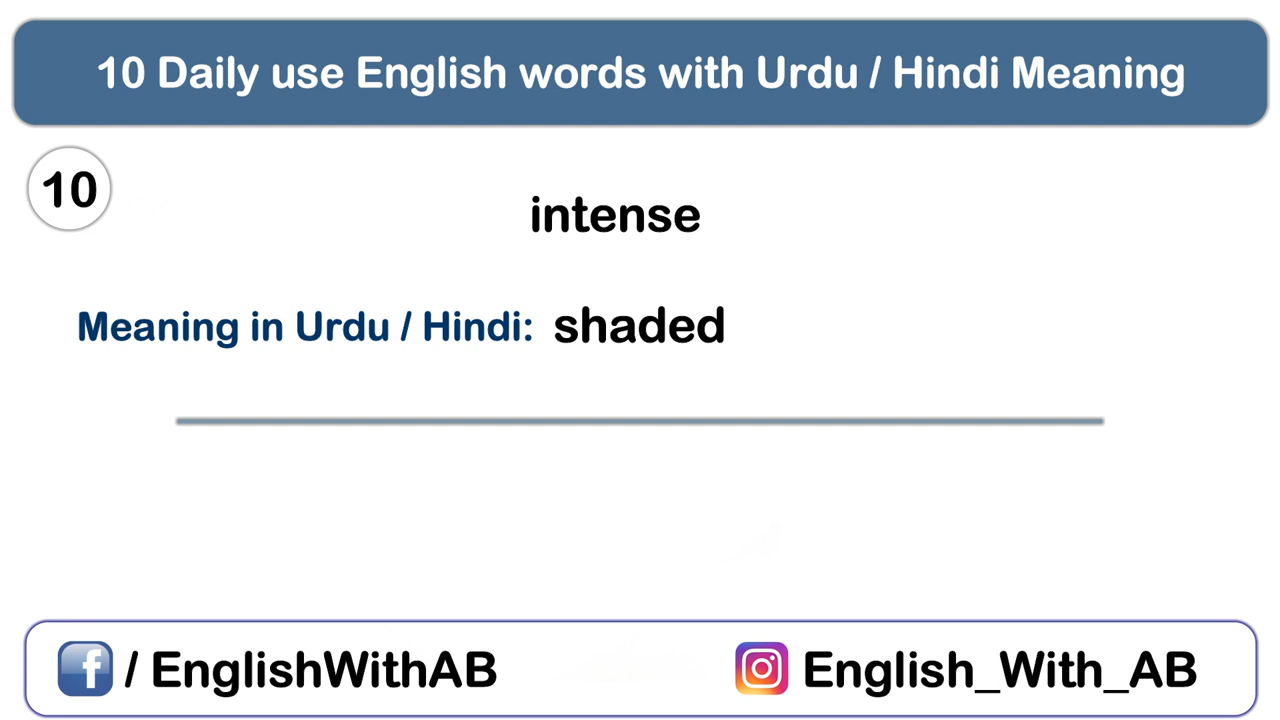 10 Daily use English words with Urdu / Hindi Meaning
10
intense
Meaning in Urdu / Hindi: shaded
/ EnglishWithAB
English_With_AB